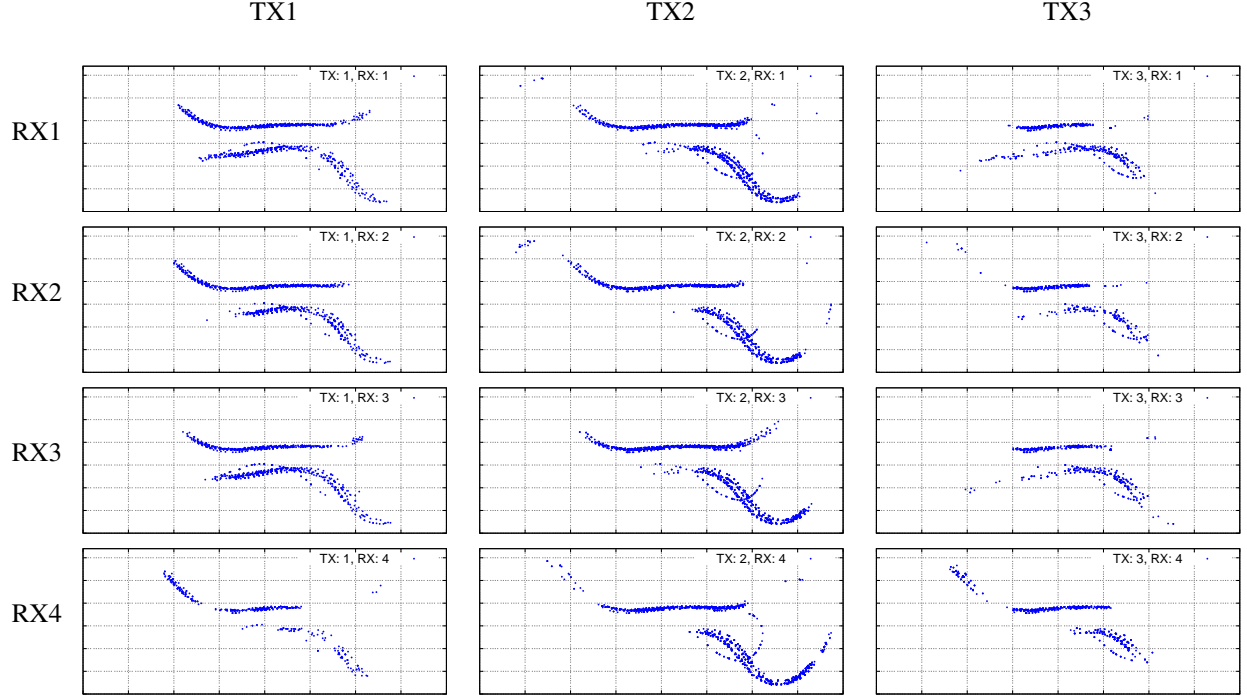 TX1 TX2 TX3
RX1 TX: 1, RX: 1 TX: 2, RX: 1 TX: 3, RX: 1
RX2 TX: 1, RX: 2 TX: 2, RX: 2 TX: 3, RX: 2
RX3 TX: 1, RX: 3 TX: 2, RX: 3 TX: 3, RX: 3
RX4 TX: 1, RX: 4 TX: 2, RX: 4 TX: 3, RX: 4